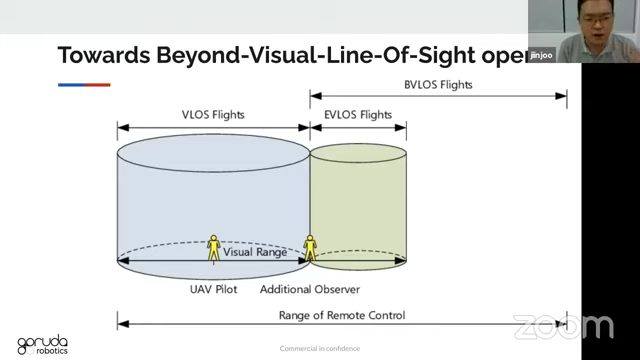 Towards Beyond-Visual-Line-Of-Sight oper
jinjoo
BVLOS Flights
VLOS Flights
EVLOS Flights
Visual Range
UAV Pilot
Additional Observer
Range of Remote Control
zoom
garuda
robotics
Commercial in confidence